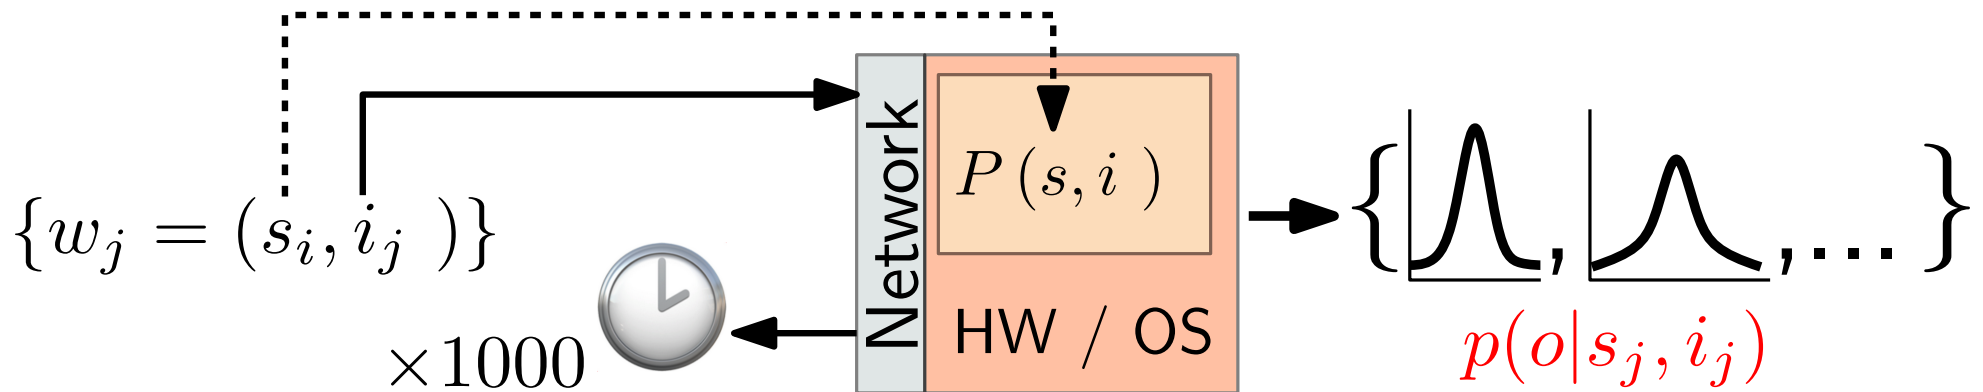 {w_j = (s_i, i_j )}
×1000
Network
P (s, i )
HW / OS
{ , , ... }
p(o|s_j, i_j)